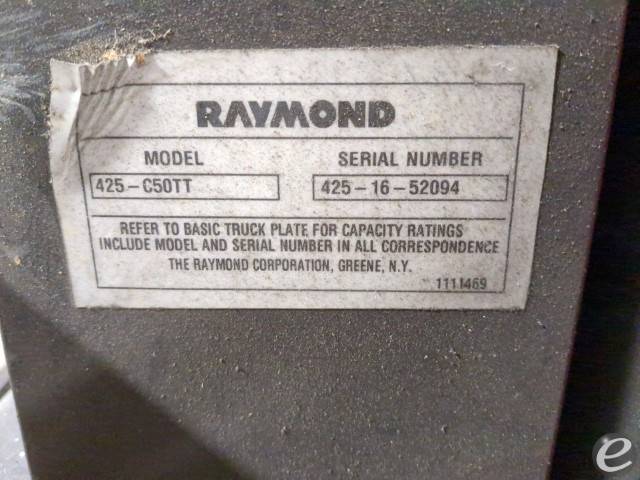 RAYMOND
MODEL SERIAL NUMBER
425-C50TT 425-16-52094
REFER TO BASIC TRUCK PLATE FOR CAPACITY RATINGS
INCLUDE MODEL AND SERIAL NUMBER IN ALL CORRESPONDENCE
THE RAYMOND CORPORATION, GREENE, N.Y.
1111469
e